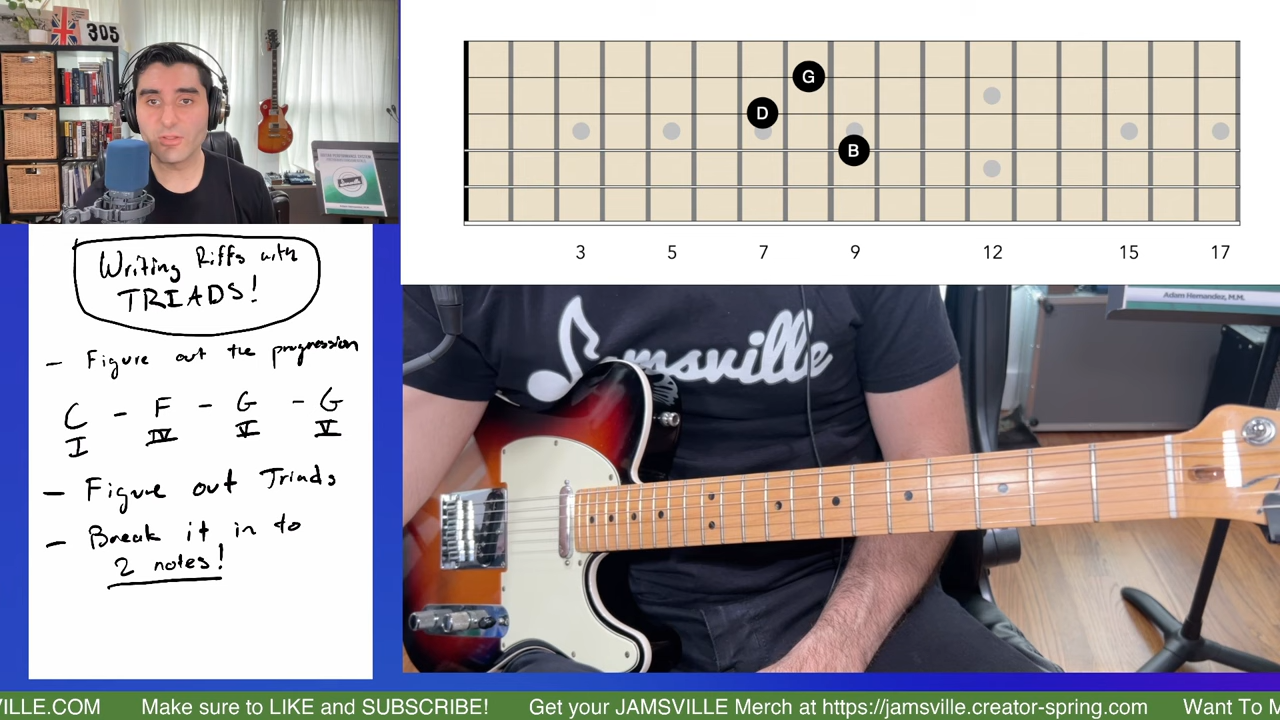 305
Writing Riffs with
TRIADS!
- Figure out the progression
C - F - G - G
I IV V V
- Figure out Triads
- Break it in to
2 notes!
G
D
B
3 5 7 9 12 15 17
Adam Hernandez, M.M.
Jamsville
VILLE.COM Make sure to LIKE and SUBSCRIBE! Get your JAMSVILLE Merch at https://jamsville.creator-spring.com Want To M